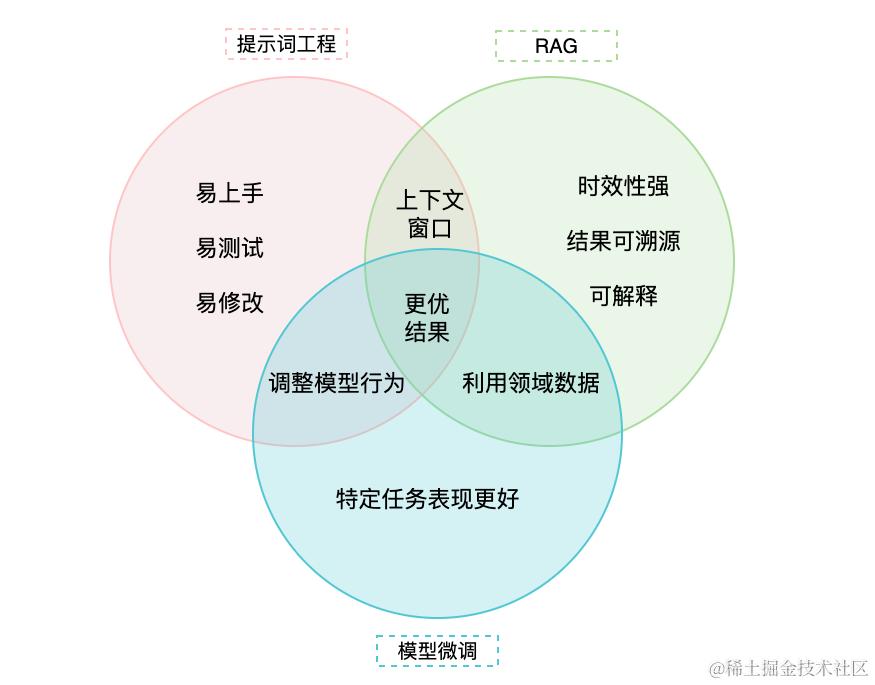 提示词工程
RAG
易上手
易测试
易修改
上下文
窗口
时效性强
结果可溯源
可解释
更优
结果
调整模型行为
利用领域数据
特定任务表现更好
模型微调
@稀土掘金技术社区